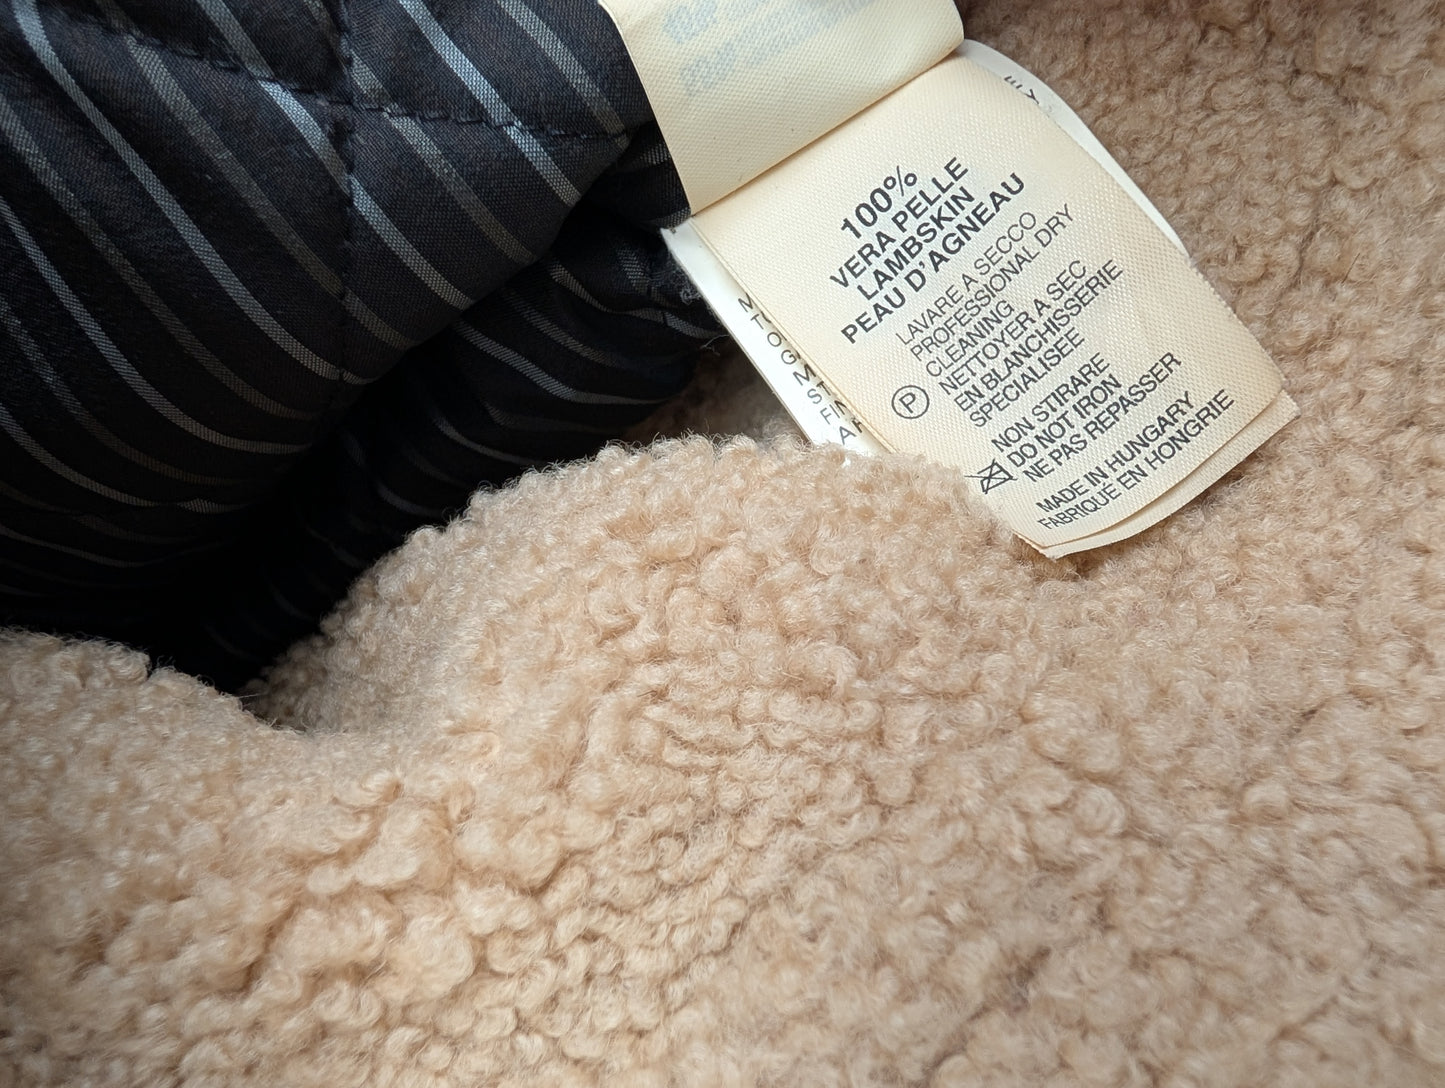 100%
VERA PELLE
LAMBSKIN
PEAU D'AGNEAU
LAVARE A SECCO
PROFESSIONAL DRY
CLEANING
NETTOYER A SEC
EN BLANCHISSERIE
SPECIALISEE
P
NON STIRARE
DO NOT IRON
NE PAS REPASSER
MADE IN HUNGARY
FABRIQUÉ EN HONGRIE